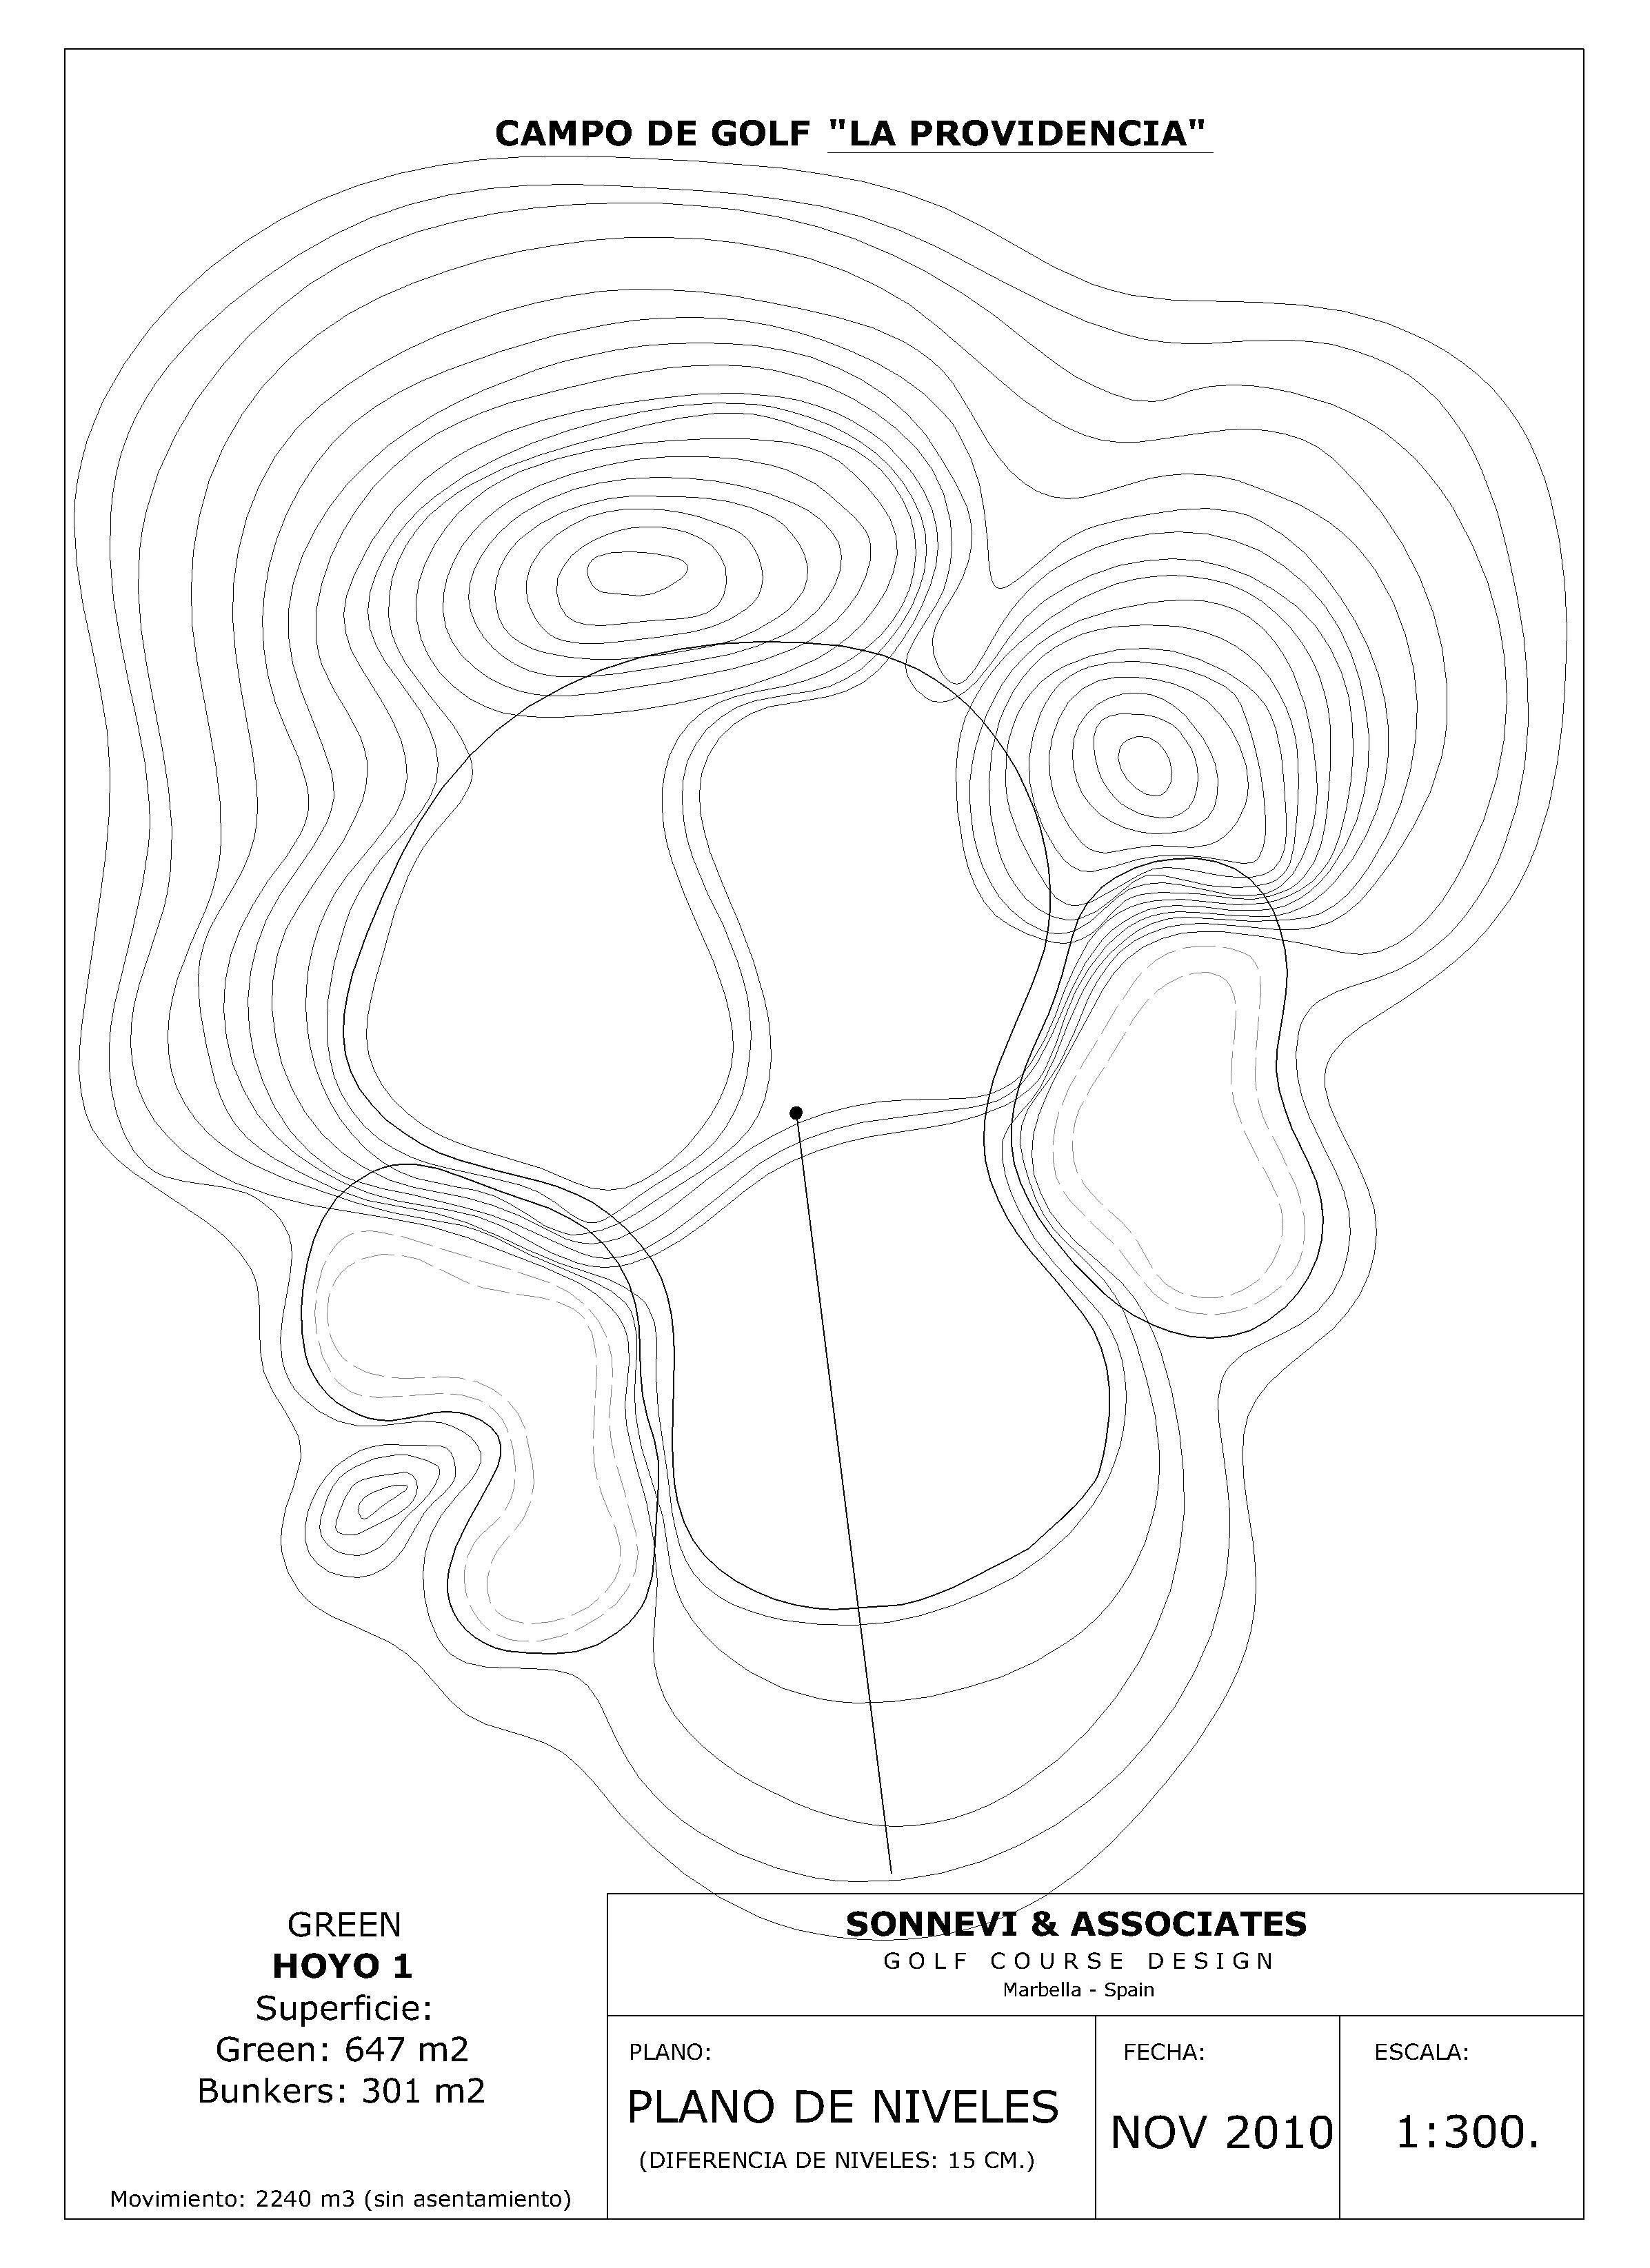 CAMPO DE GOLF "LA PROVIDENCIA"
GREEN
HOYO 1
Superficie:
Green: 647 m2
Bunkers: 301 m2
Movimiento: 2240 m3 (sin asentamiento)
SONNEVI & ASSOCIATES
GOLF COURSE DESIGN
Marbella - Spain
PLANO:
PLANO DE NIVELES
(DIFERENCIA DE NIVELES: 15 CM.)
FECHA:
NOV 2010
ESCALA:
1:300.